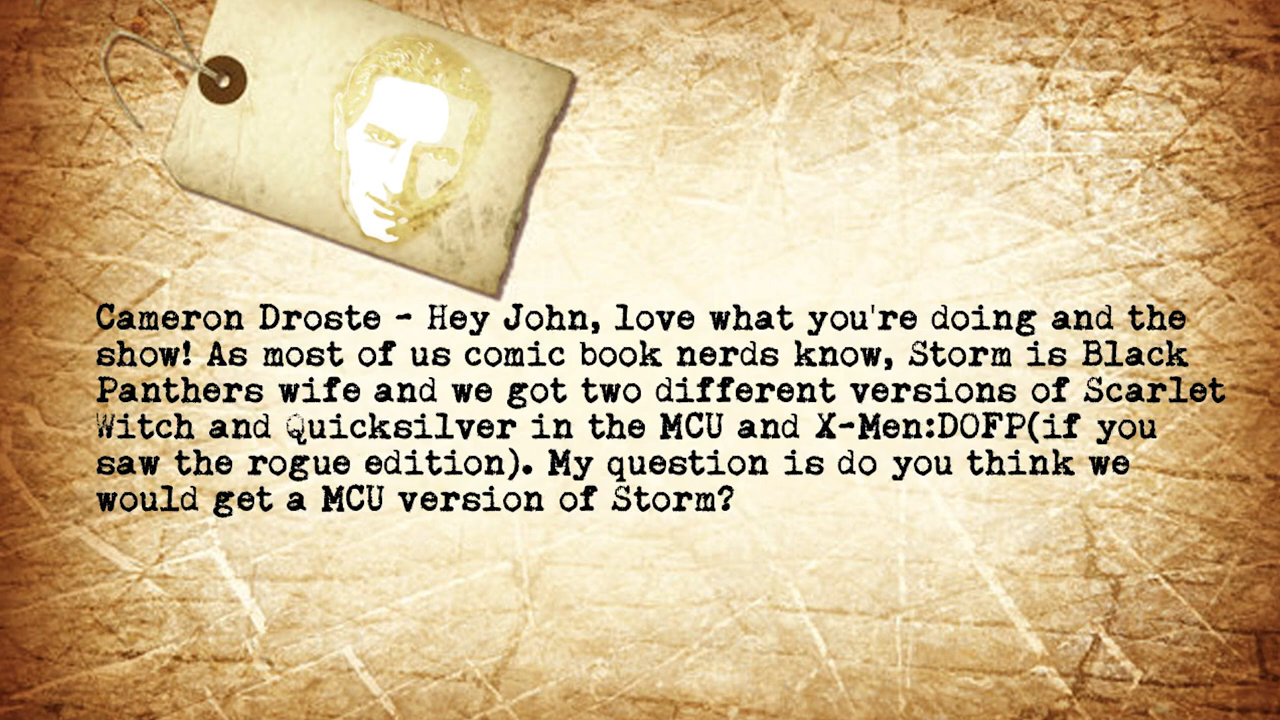 Cameron Droste - Hey John, love what you're doing and the
show! As most of us comic book nerds know, Storm is Black
Panthers wife and we got two different versions of Scarlet
Witch and Quicksilver in the MCU and X-Men:DOFP(if you
saw the rogue edition). My question is do you think we
would get a MCU version of Storm?